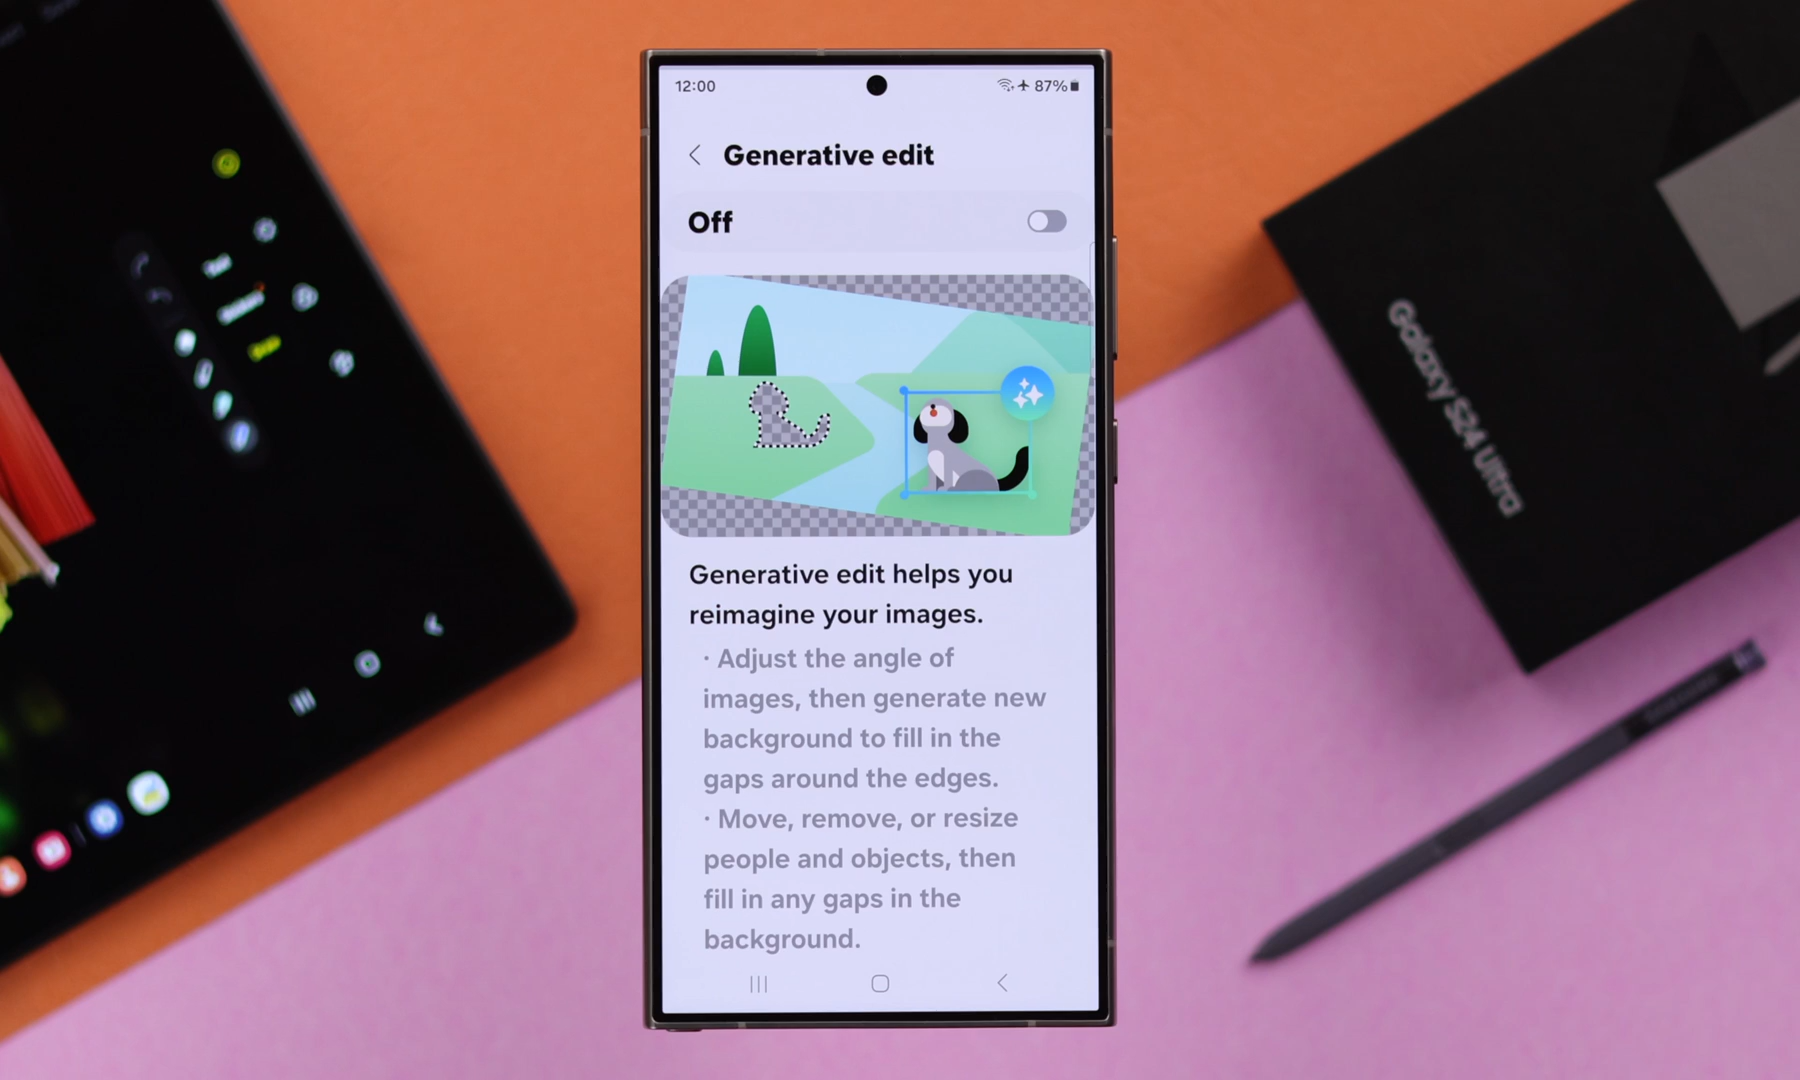 12:00
87%
Generative edit
Off
Generative edit helps you
reimagine your images.
· Adjust the angle of
images, then generate new
background to fill in the
gaps around the edges.
· Move, remove, or resize
people and objects, then
fill in any gaps in the
background.
Galaxy S24 Ultra